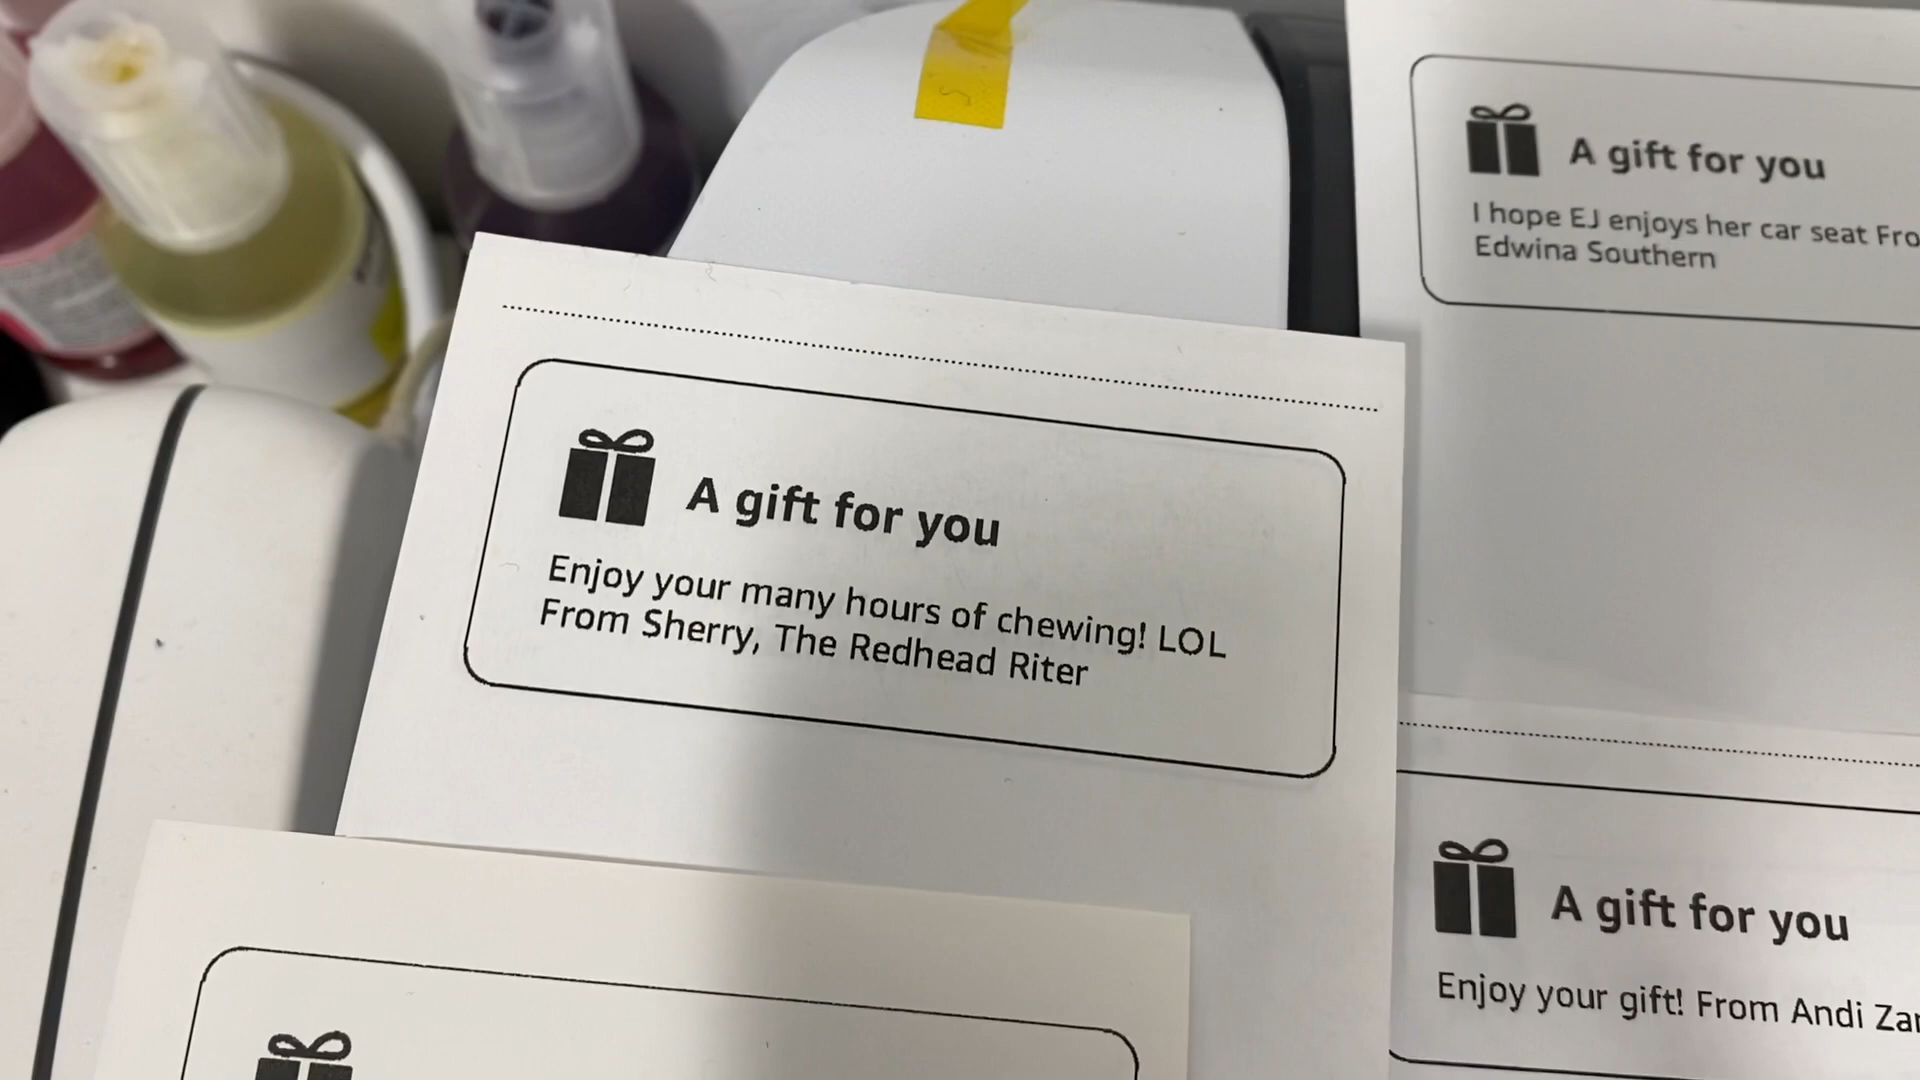 A gift for you
I hope EJ enjoys her car seat
Edwina Southern
A gift for you
Enjoy your many hours of chewing! LOL
From Sherry, The Redhead Riter
A gift for you
Enjoy your gift! From Andi